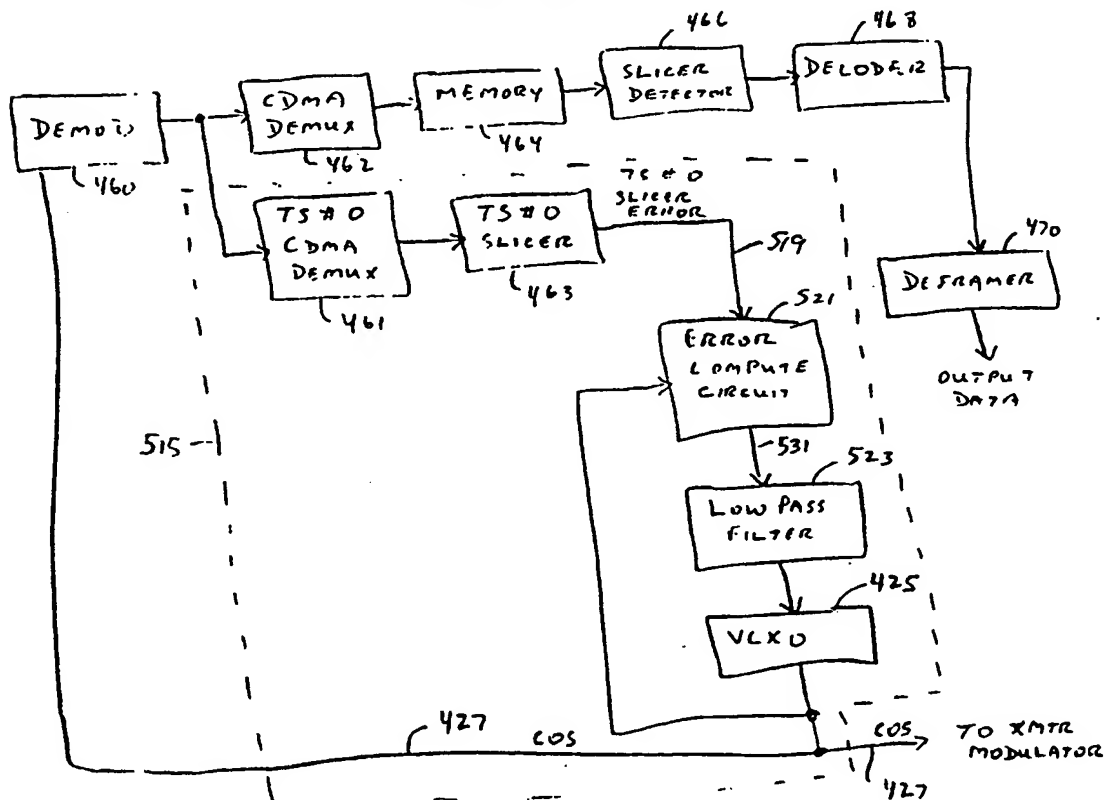 466
468
SLICER
DETECTOR
DECODER
CDMA
DEMUX
MEMORY
DEMOD
460
462
464
TS # 0
SLICER
ERROR
TS # 0
CDMA
DEMUX
TS # 0
SLICER
461
463
519
470
DEFRAMER
OUTPUT
DATA
521
ERROR
COMPUTE
CIRCUIT
515
531
523
LOW PASS
FILTER
425
VCXO
427
COS
COS
TO XMTR
MODULATOR
427